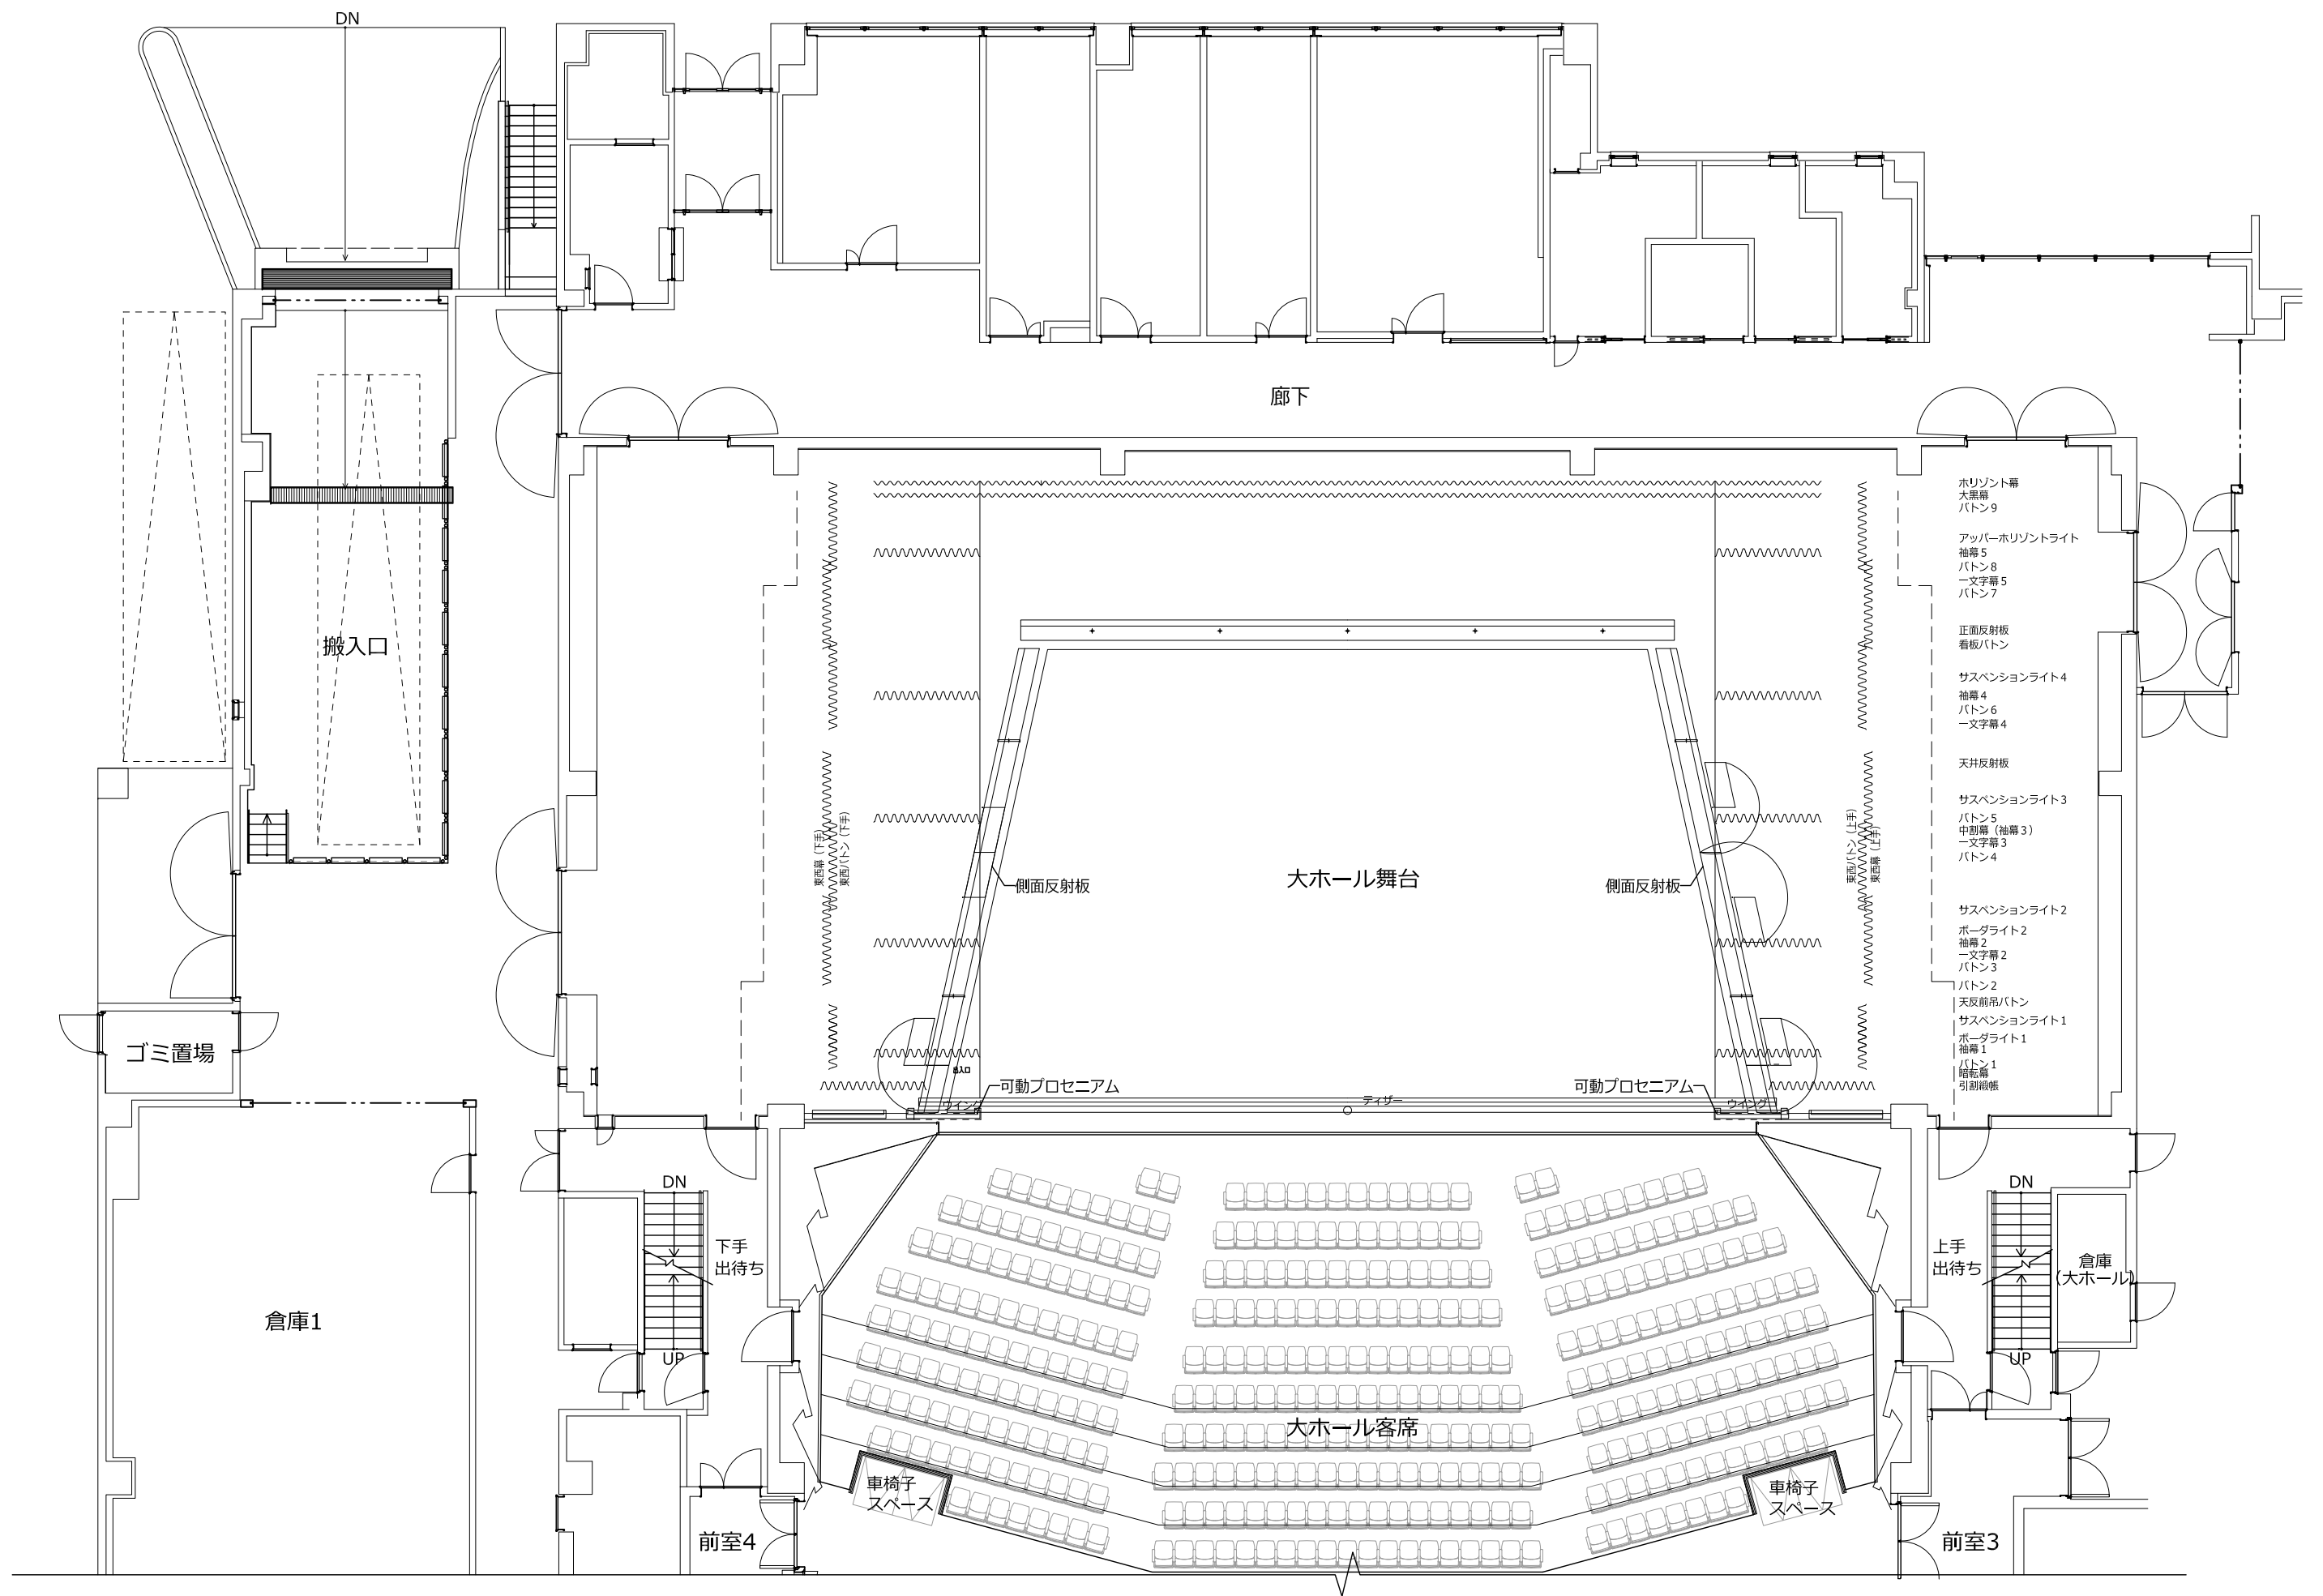 DN
廊下
ホリゾント幕
大黒幕
バトン9
アッパーホリゾントライト
袖幕5
バトン8
一文字幕5
バトン7
搬入口
正面反射板
看板バトン
サスペンションライト4
袖幕4
バトン6
一文字幕4
天井反射板
サスペンションライト3
バトン5
中割幕（袖幕3）
一文字幕3
バトン4
東西幕（下手）
東西バトン（下手）
側面反射板
大ホール舞台
側面反射板
東西バトン（上手）
東西幕（上手）
サスペンションライト2
ボーダライト2
袖幕2
一文字幕2
バトン3
バトン2
天反前吊バトン
サスペンションライト1
ボーダライト1
袖幕1
バトン1
暗転幕
引割緞帳
ゴミ置場
出入口
可動プロセニアム
可動プロセニアム
ウイング
ティザー
ウイング
DN
下手
出待ち
UP
DN
上手
出待ち
UP
倉庫
(大ホール)
倉庫1
大ホール客席
車椅子
スペース
車椅子
スペース
前室4
前室3